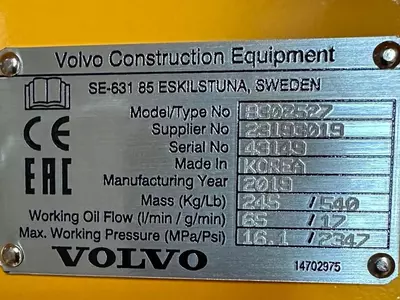 Volvo Construction Equipment
SE-631 85 ESKILSTUNA, SWEDEN
Model/Type No
Supplier No 23193019
Serial No 43149
Made in KOREA
Manufacturing Year 2019
Mass (Kg/Lb) 245 / 540
Working Oil Flow (l/min / g/min) 65 / 17
Max. Working Pressure (MPa/Psi) 16.1 / 2347
CE
EAC
VOLVO
14702975